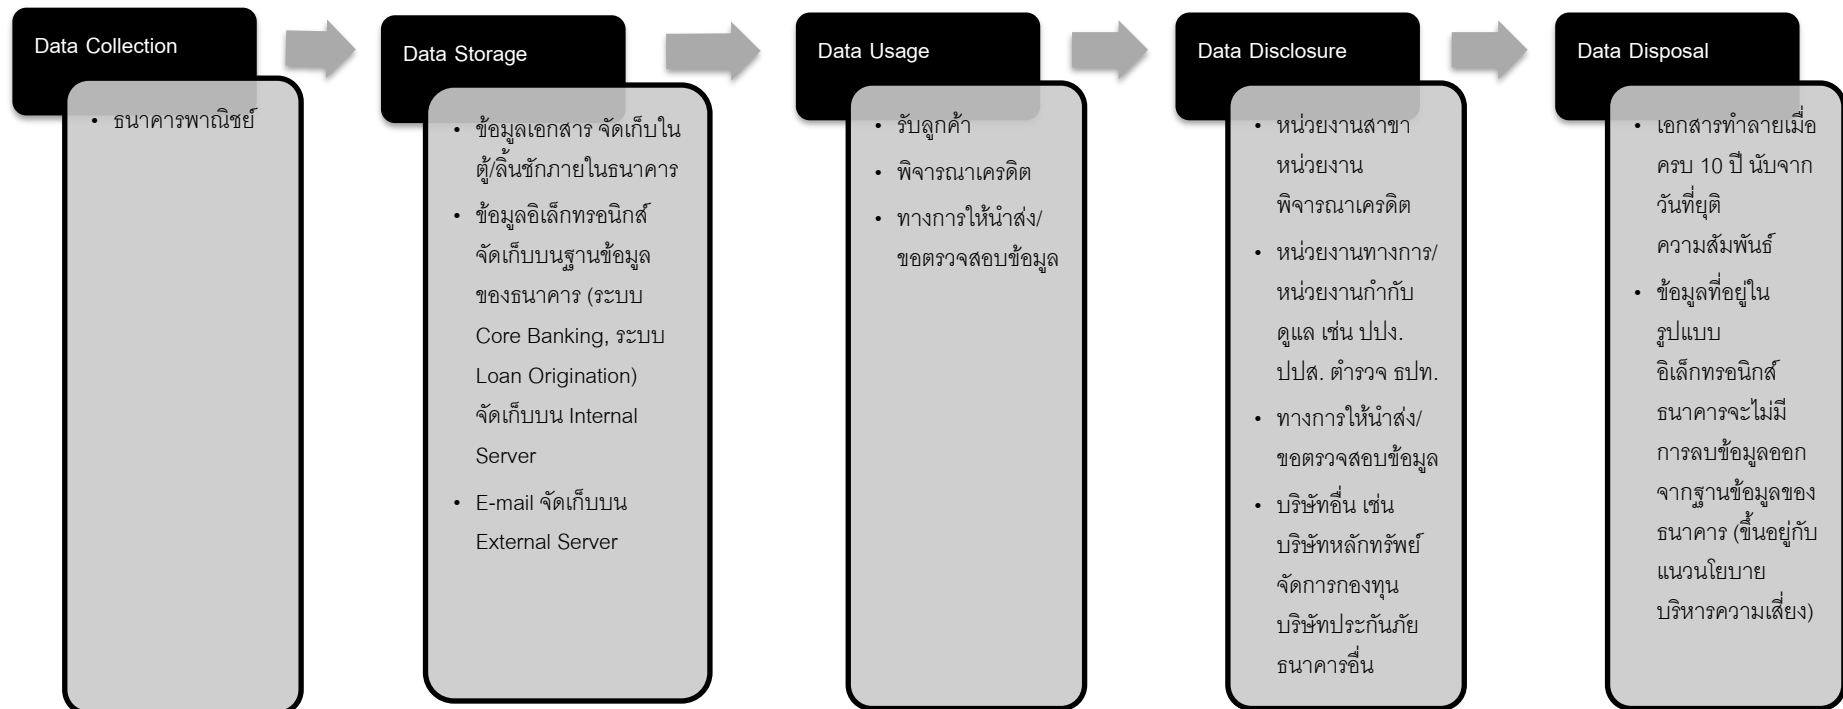 Data Collection
• ธนาคารพาณิชย์
Data Storage
• ข้อมูลเอกสาร จัดเก็บใน
ตู้/ลิ้นชักภายในธนาคาร
• ข้อมูลอิเล็กทรอนิกส์
จัดเก็บบนฐานข้อมูล
ของธนาคาร (ระบบ
Core Banking, ระบบ
Loan Origination)
จัดเก็บบน Internal
Server
• E-mail จัดเก็บบน
External Server
Data Usage
• รับลูกค้า
• พิจารณาเครดิต
• ทางการให้นำส่ง/
ขอตรวจสอบข้อมูล
Data Disclosure
• หน่วยงานสาขา
หน่วยงาน
พิจารณาเครดิต
• หน่วยงานทางการ/
หน่วยงานกำกับ
ดูแล เช่น ปปง.
ปปส. ตำรวจ ธปท.
• ทางการให้นำส่ง/
ขอตรวจสอบข้อมูล
• บริษัทอื่น เช่น
บริษัทหลักทรัพย์
จัดการกองทุน
บริษัทประกันภัย
ธนาคารอื่น
Data Disposal
• เอกสารทำลายเมื่อ
ครบ 10 ปี นับจาก
วันที่ยุติ
ความสัมพันธ์
• ข้อมูลที่อยู่ใน
รูปแบบ
อิเล็กทรอนิกส์
ธนาคารจะไม่มี
การลบข้อมูลออก
จากฐานข้อมูลของ
ธนาคาร (ขึ้นอยู่กับ
แนวนโยบาย
บริหารความเสี่ยง)